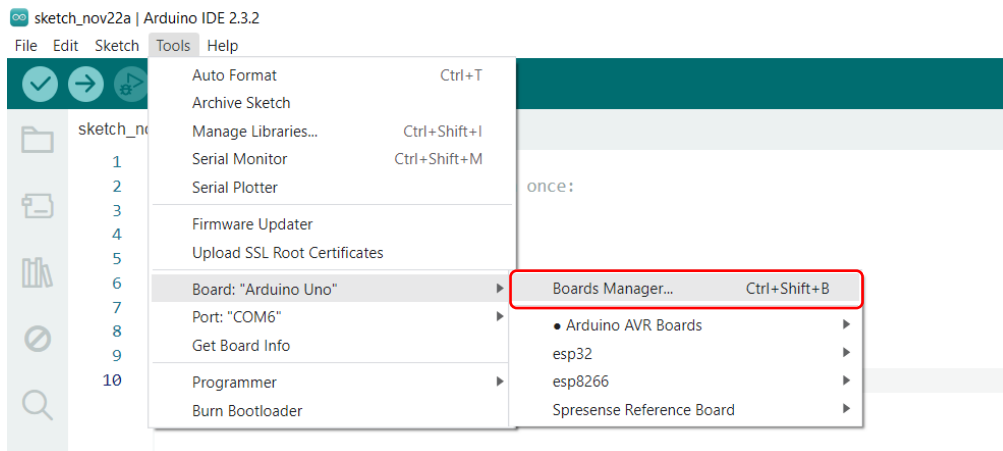 sketch_nov22a | Arduino IDE 2.3.2
File Edit Sketch Tools Help
Auto Format Ctrl+T
Archive Sketch
sketch_no
Manage Libraries... Ctrl+Shift+I
1
Serial Monitor Ctrl+Shift+M
2
Serial Plotter
once:
3
Firmware Updater
4
Upload SSL Root Certificates
5
6
Board: "Arduino Uno"
Boards Manager... Ctrl+Shift+B
7
Port: "COM6"
● Arduino AVR Boards
8
Get Board Info
esp32
9
10
Programmer
esp8266
Burn Bootloader
Spresense Reference Board